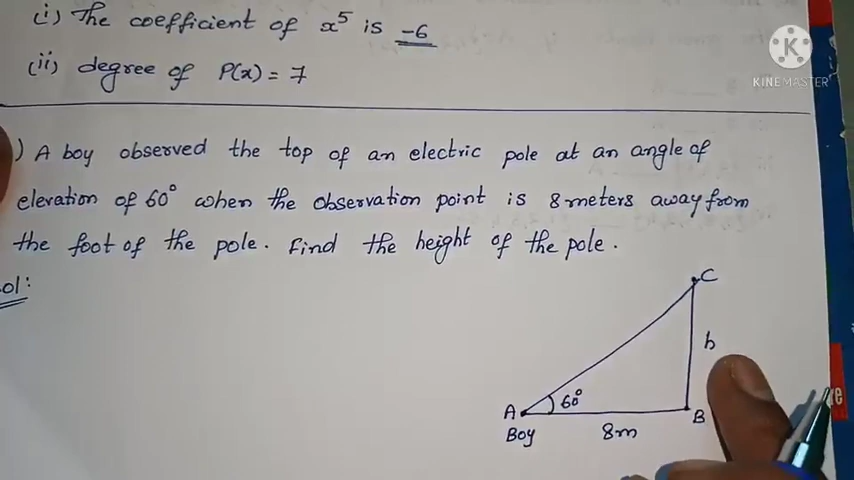 (i) The coefficient of x⁵ is -6
(ii) degree of P(x) = 7
KINEMASTER
) A boy observed the top of an electric pole at an angle of
elevation of 60° when the observation point is 8 meters away from
the foot of the pole. Find the height of the pole.
ol:
C
h
60°
A
B
Boy
8m